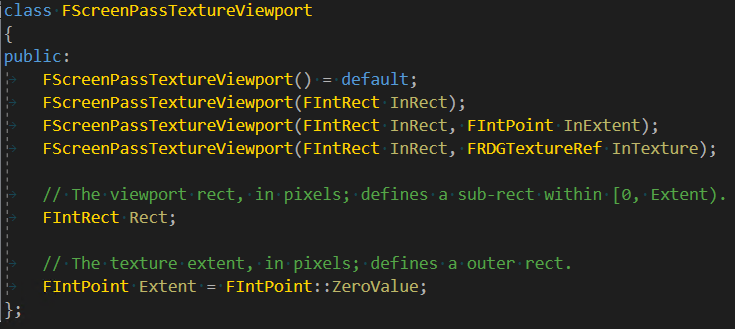 class FScreenPassTextureViewport
{
public:
FScreenPassTextureViewport() = default;
FScreenPassTextureViewport(FIntRect InRect);
FScreenPassTextureViewport(FIntRect InRect, FIntPoint InExtent);
FScreenPassTextureViewport(FIntRect InRect, FRDGTextureRef InTexture);
// The viewport rect, in pixels; defines a sub-rect within [0, Extent).
FIntRect Rect;
// The texture extent, in pixels; defines a outer rect.
FIntPoint Extent = FIntPoint::ZeroValue;
};